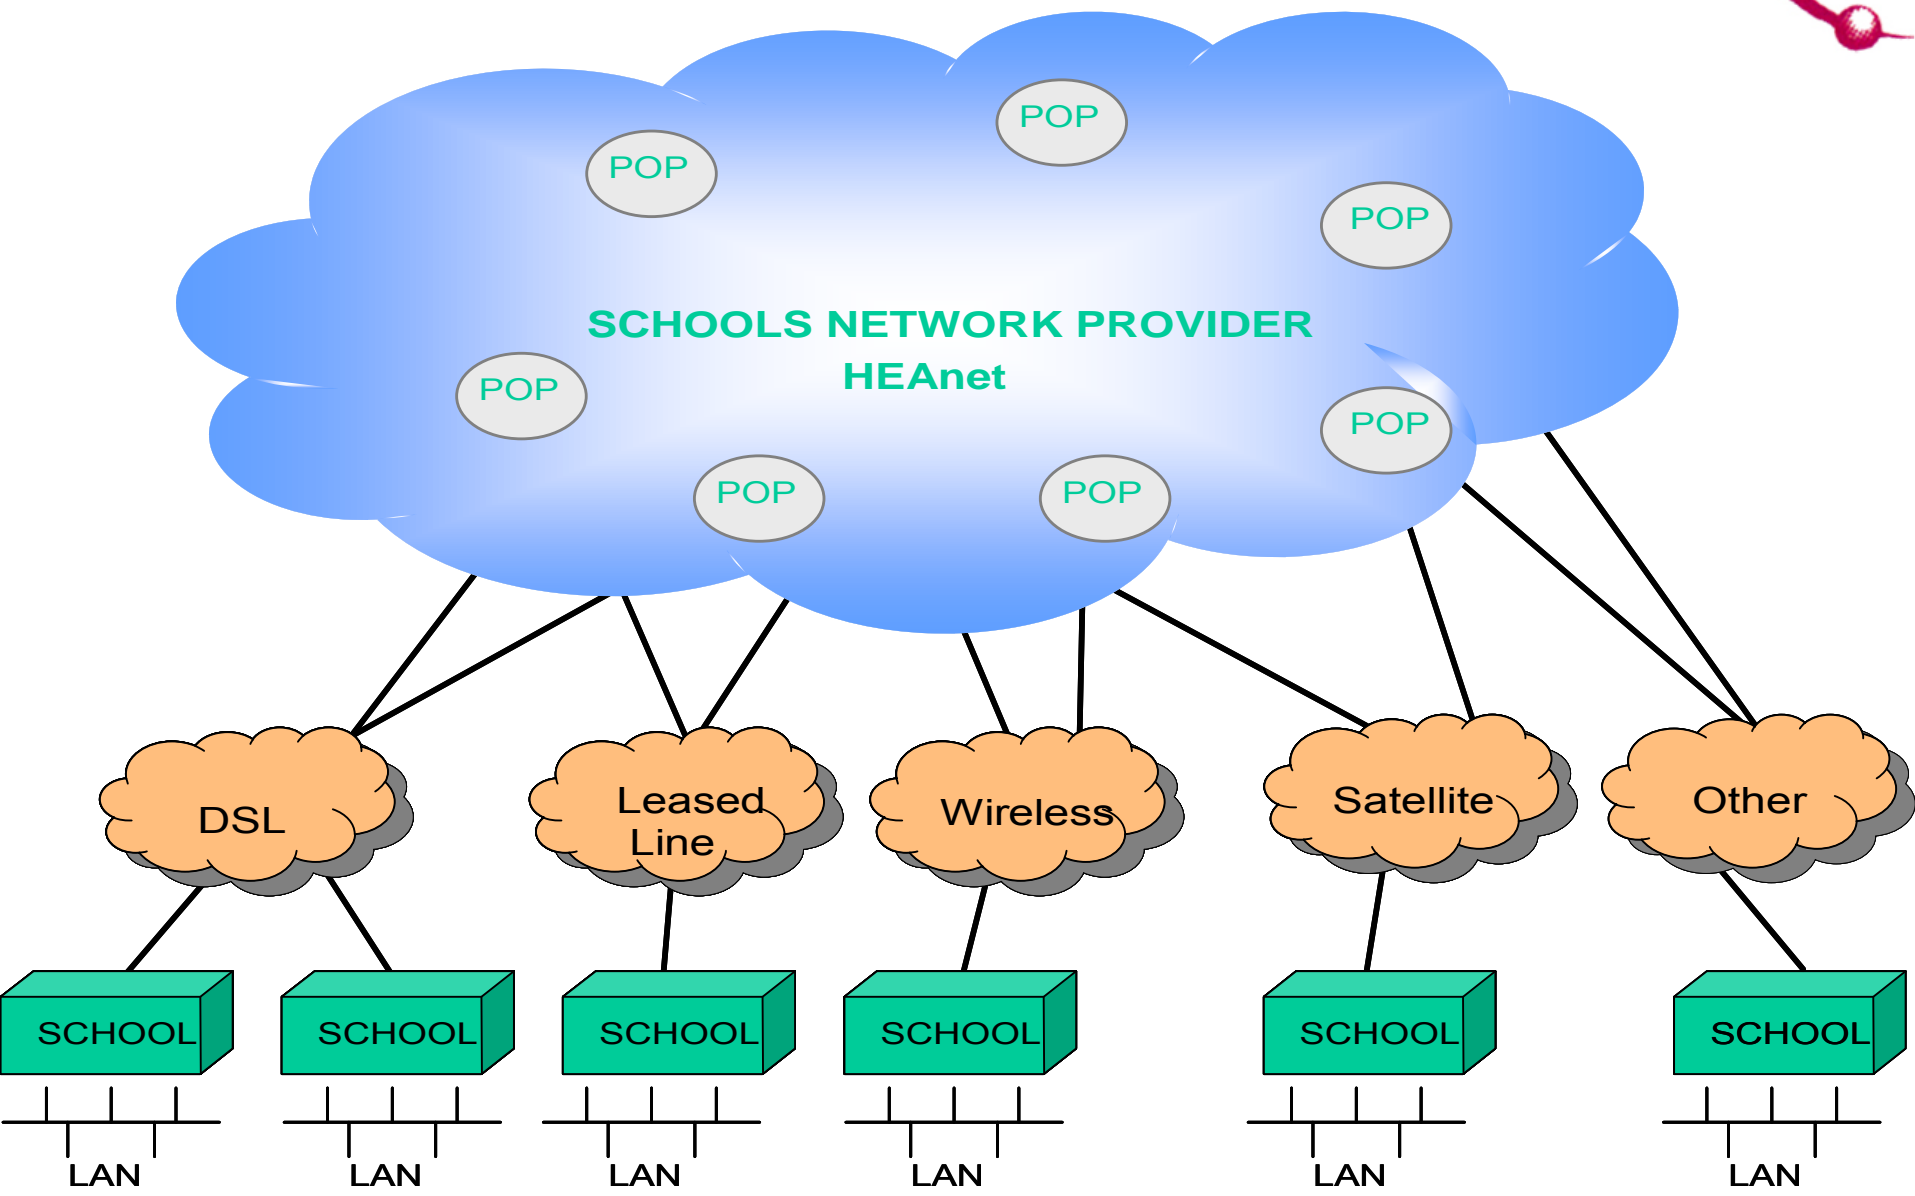 POP
POP
POP
SCHOOLS NETWORK PROVIDER
HEAnet
POP
POP
POP
POP
DSL
Leased
Line
Wireless
Satellite
Other
SCHOOL
SCHOOL
SCHOOL
SCHOOL
SCHOOL
SCHOOL
LAN
LAN
LAN
LAN
LAN
LAN